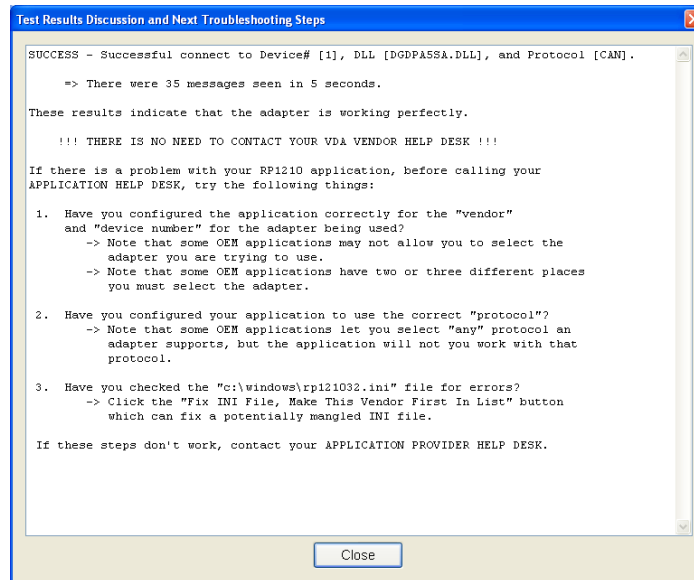 Test Results Discussion and Next Troubleshooting Steps
SUCCESS - Successful connect to Device# [1], DLL [DGDPA5SA.DLL], and Protocol [CAN].
=> There were 35 messages seen in 5 seconds.
These results indicate that the adapter is working perfectly.
!!! THERE IS NO NEED TO CONTACT YOUR VDA VENDOR HELP DESK !!!
If there is a problem with your RP1210 application, before calling your
APPLICATION HELP DESK, try the following things:
1. Have you configured the application correctly for the "vendor"
and "device number" for the adapter being used?
-> Note that some OEM applications may not allow you to select the
adapter you are trying to use.
-> Note that some OEM applications have two or three different places
you must select the adapter.
2. Have you configured your application to use the correct "protocol"?
-> Note that some OEM applications let you select "any" protocol an
adapter supports, but the application will not you work with that
protocol.
3. Have you checked the "c:\windows\rp121032.ini" file for errors?
-> Click the "Fix INI File, Make This Vendor First In List" button
which can fix a potentially mangled INI file.
If these steps don't work, contact your APPLICATION PROVIDER HELP DESK.
Close